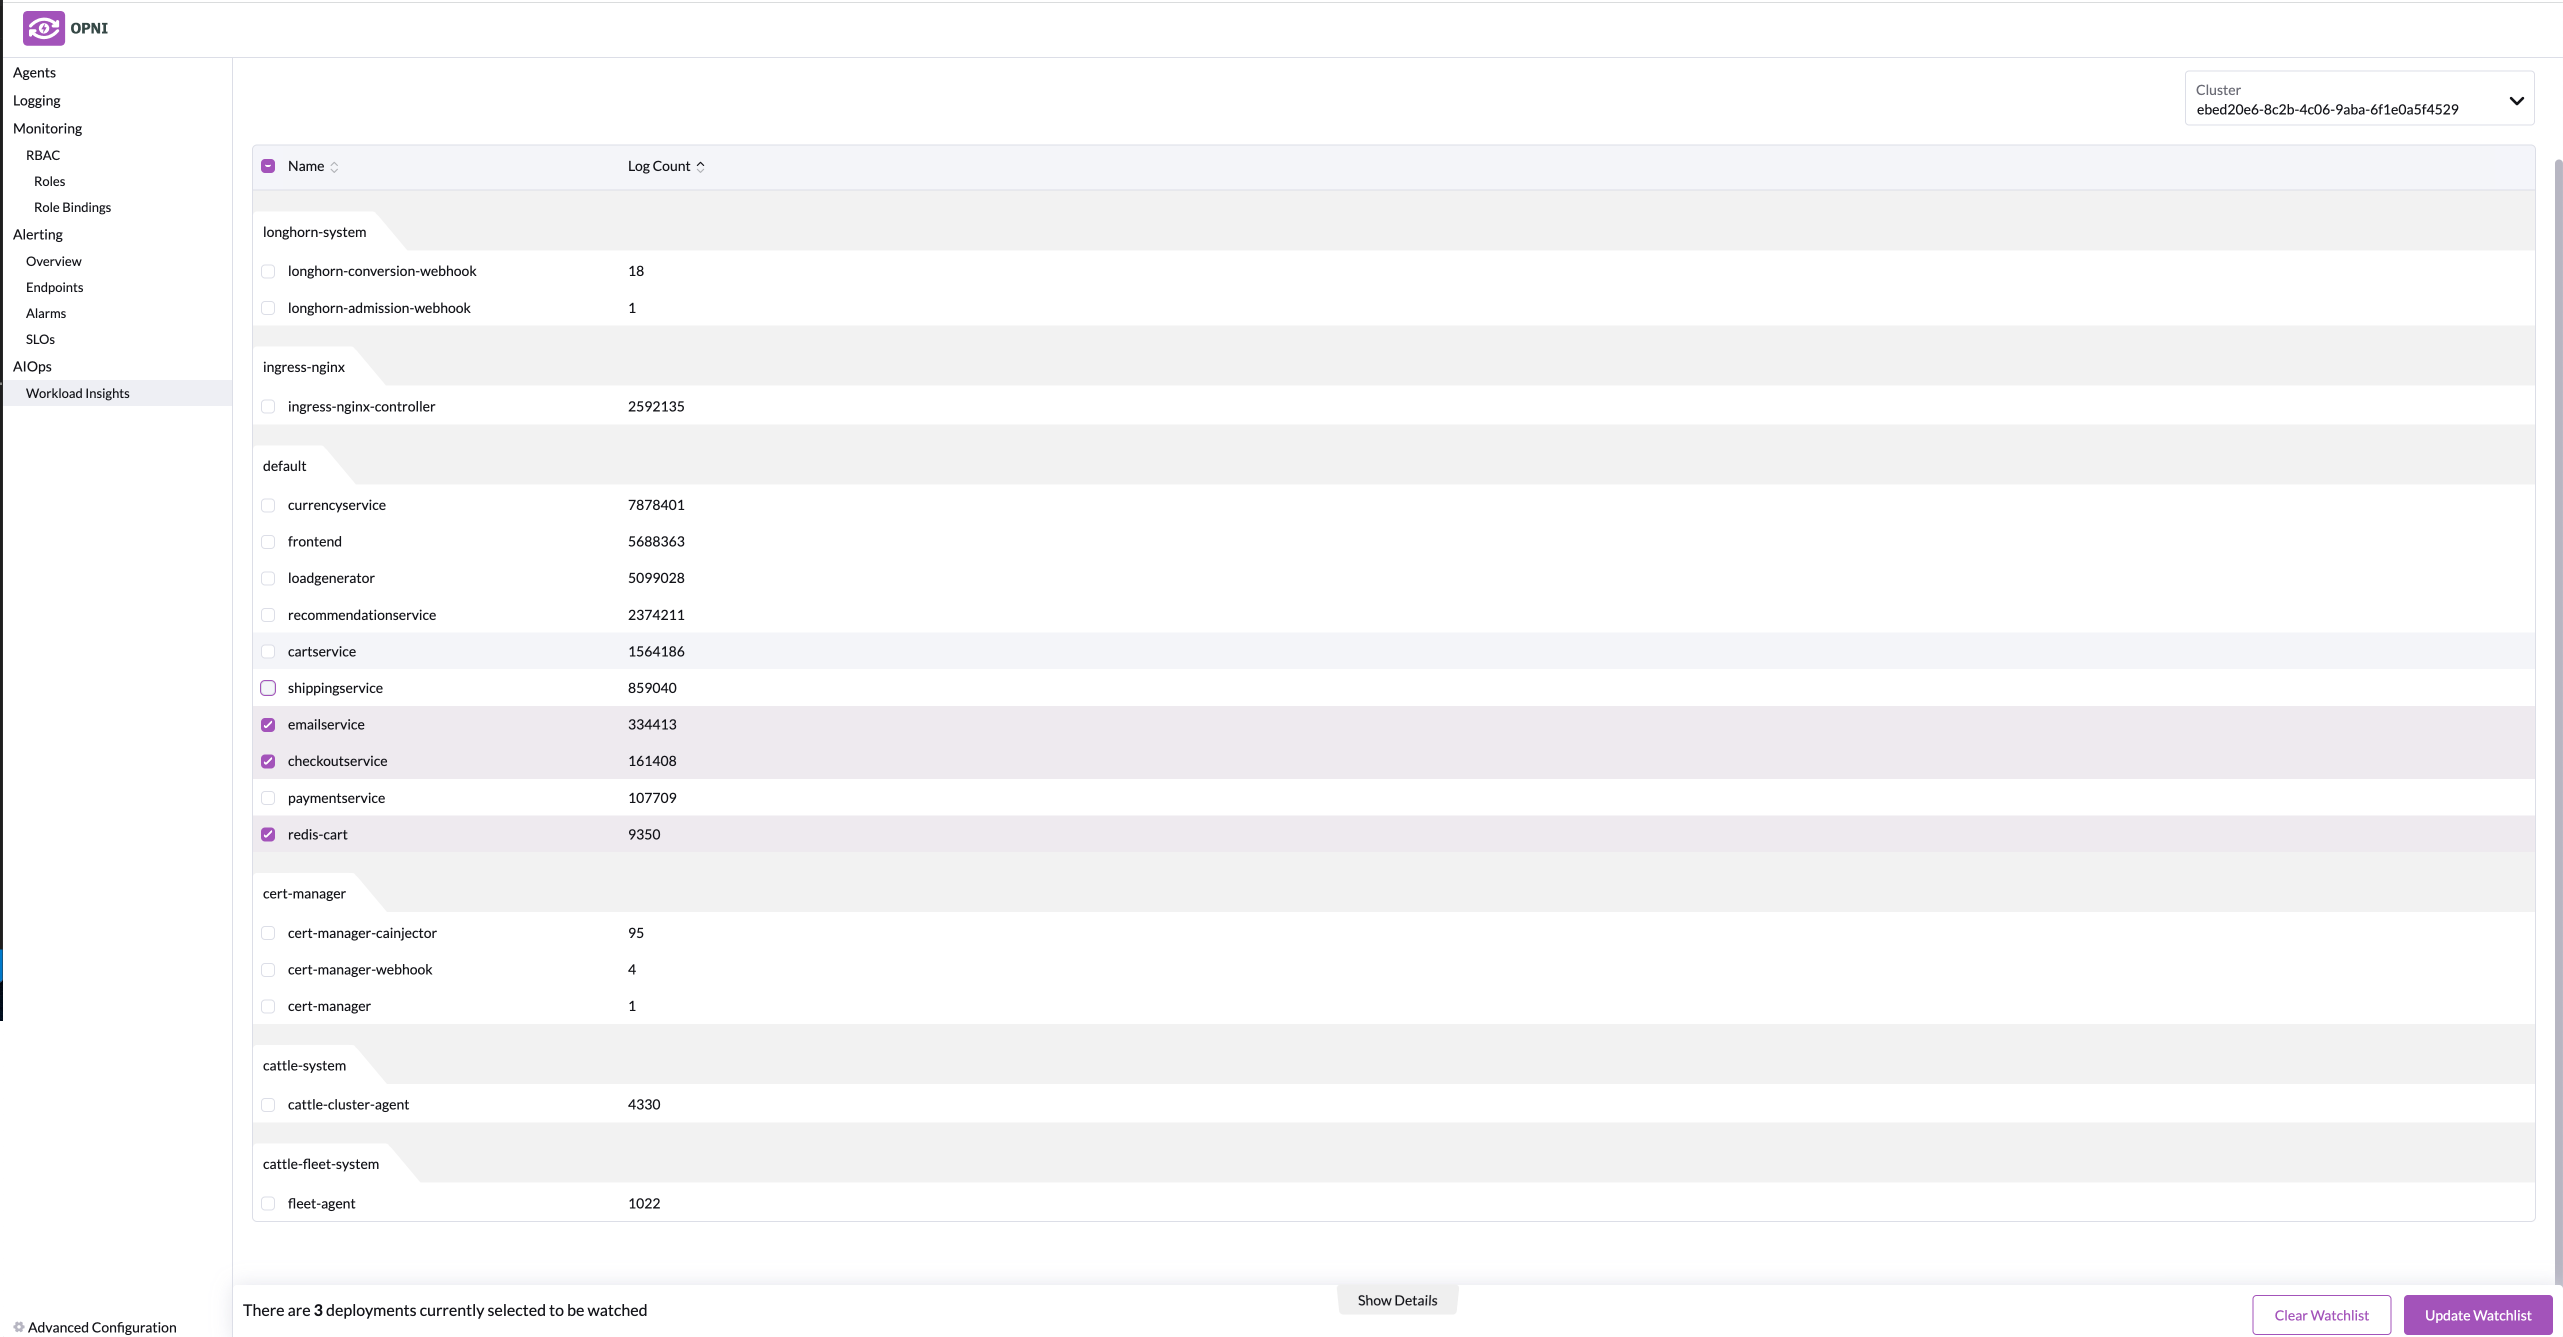 OPNI
Agents
Logging
Monitoring
RBAC
Roles
Role Bindings
Alerting
Overview
Endpoints
Alarms
SLOs
AIOps
Workload Insights
Advanced Configuration
Cluster
ebed20e6-8c2b-4c06-9aba-6f1e0a5f4529
Name Log Count
longhorn-system
longhorn-conversion-webhook 18
longhorn-admission-webhook 1
ingress-nginx
ingress-nginx-controller 2592135
default
currencyservice 7878401
frontend 5688363
loadgenerator 5099028
recommendationservice 2374211
cartservice 1564186
shippingservice 859040
emailservice 334413
checkoutservice 161408
paymentservice 107709
redis-cart 9350
cert-manager
cert-manager-cainjector 95
cert-manager-webhook 4
cert-manager 1
cattle-system
cattle-cluster-agent 4330
cattle-fleet-system
fleet-agent 1022
There are 3 deployments currently selected to be watched
Show Details
Clear Watchlist
Update Watchlist